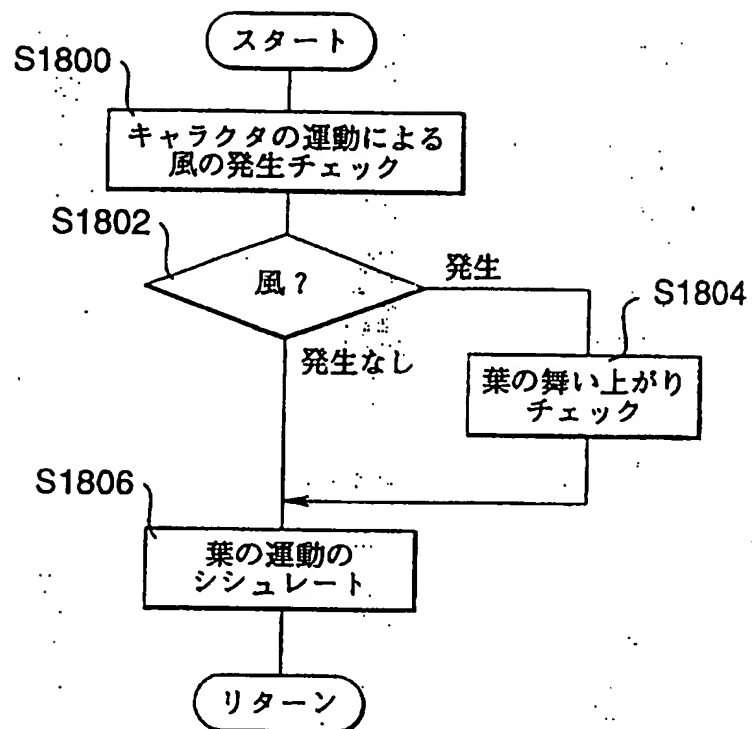 スタート
S1800
キャラクタの運動による
風の発生チェック
S1802
風?
発生
S1804
発生なし
葉の舞い上がり
チェック
S1806
葉の運動の
シシュレート
リターン